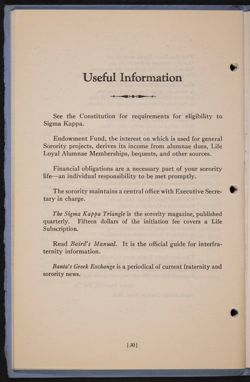 Useful Information
See the Constitution for requirements for eligibility to
Sigma Kappa.
Endowment Fund, the interest on which is used for general
Sorority projects, derives its income from alumnae dues, Life
Loyal Alumnae Memberships, bequests, and other sources.
Financial obligations are a necessary part of your sorority
life—an individual responsibility to be met promptly.
The sorority maintains a central office with Executive Secre-
tary in charge.
The Sigma Kappa Triangle is the sorority magazine, published
quarterly. Fifteen dollars of the initiation fee covers a Life
Subscription.
Read Baird's Manual. It is the official guide for interfra-
ternity information.
Banta's Greek Exchange is a periodical of current fraternity and
sorority news.
[30]